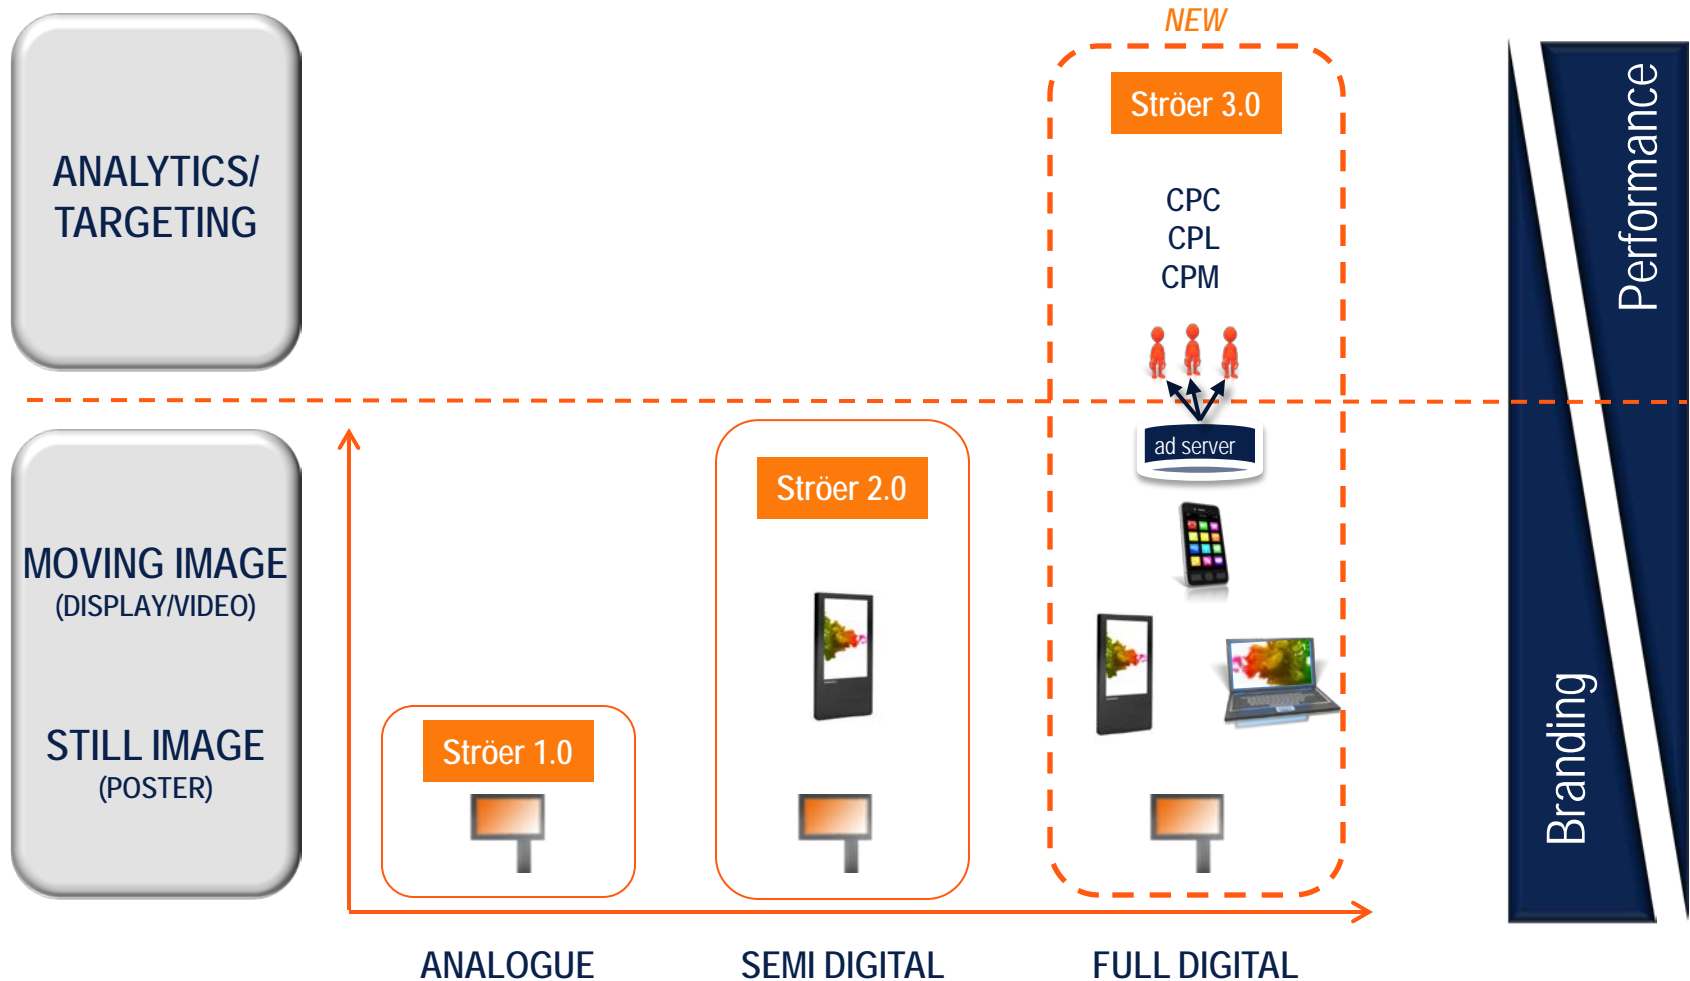 NEW
Ströer 3.0
ANALYTICS/
TARGETING
CPC
CPL
CPM
Performance
ad server
Ströer 2.0
MOVING IMAGE
(DISPLAY/VIDEO)
STILL IMAGE
(POSTER)
Ströer 1.0
Branding
ANALOGUE
SEMI DIGITAL
FULL DIGITAL